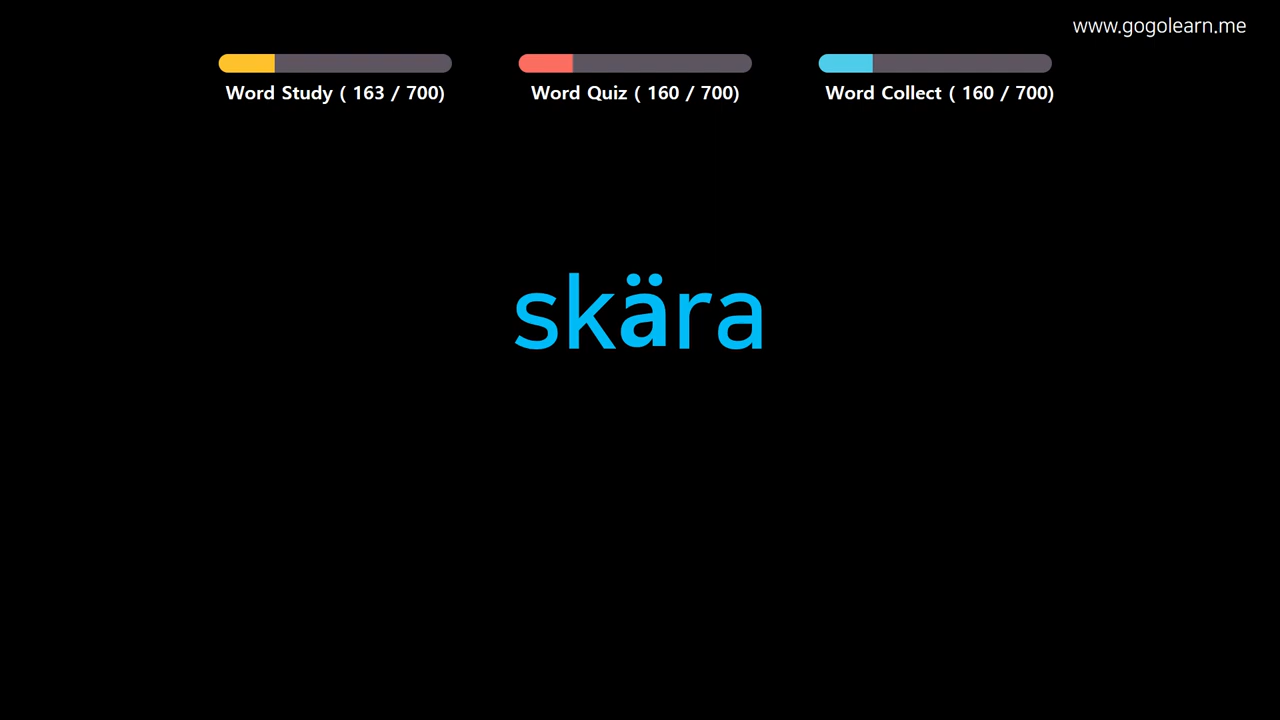 www.gogolearn.me
Word Study ( 163 / 700)
Word Quiz ( 160 / 700)
Word Collect ( 160 / 700)
skära